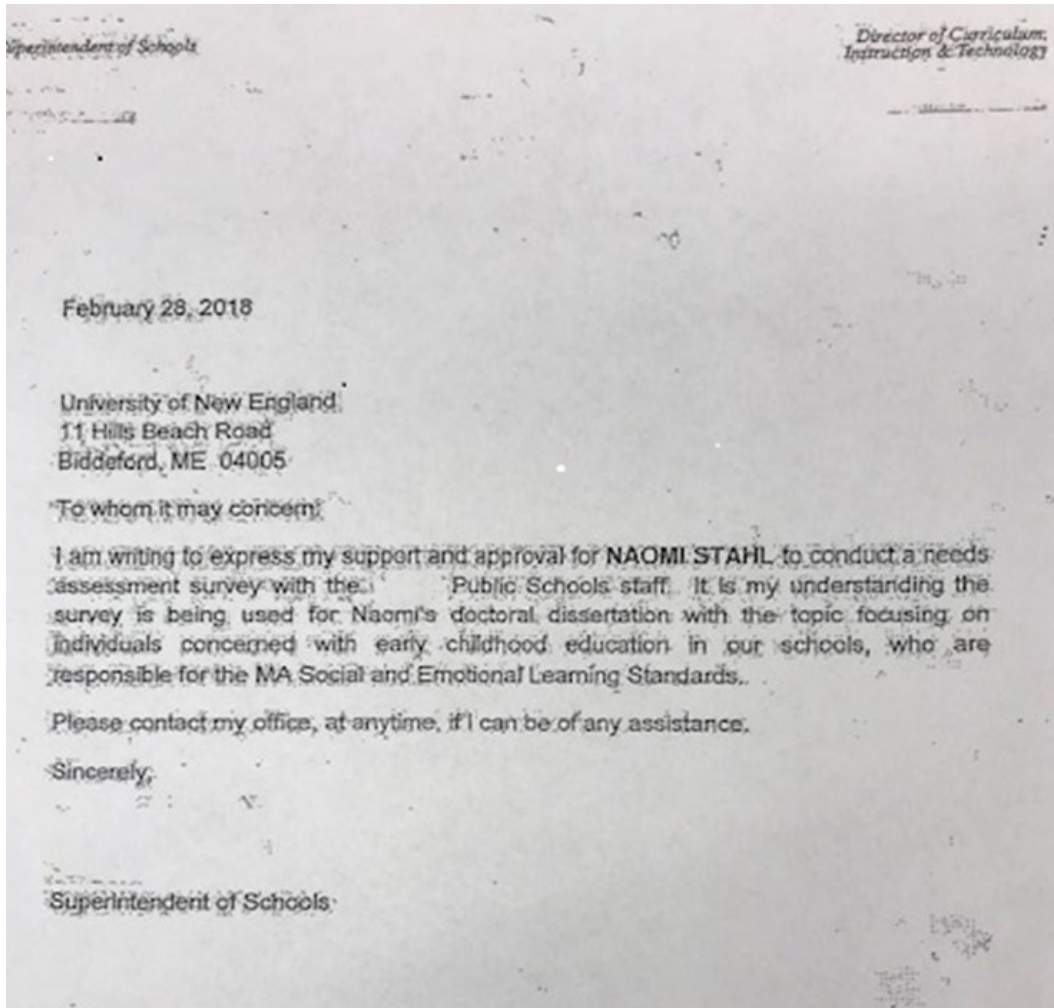 Superintendent of Schools
Director of Curriculum,
Instruction & Technology
February 28, 2018
University of New England
11 Hills Beach Road
Biddeford, ME 04005
To whom it may concern:
I am writing to express my support and approval for NAOMI STAHL to conduct a needs
assessment survey with the Public Schools staff. It is my understanding the
survey is being used for Naomi's doctoral dissertation with the topic focusing on
individuals concerned with early childhood education in our schools, who are
responsible for the MA Social and Emotional Learning Standards.
Please contact my office, at anytime, if I can be of any assistance.
Sincerely,
Superintendent of Schools